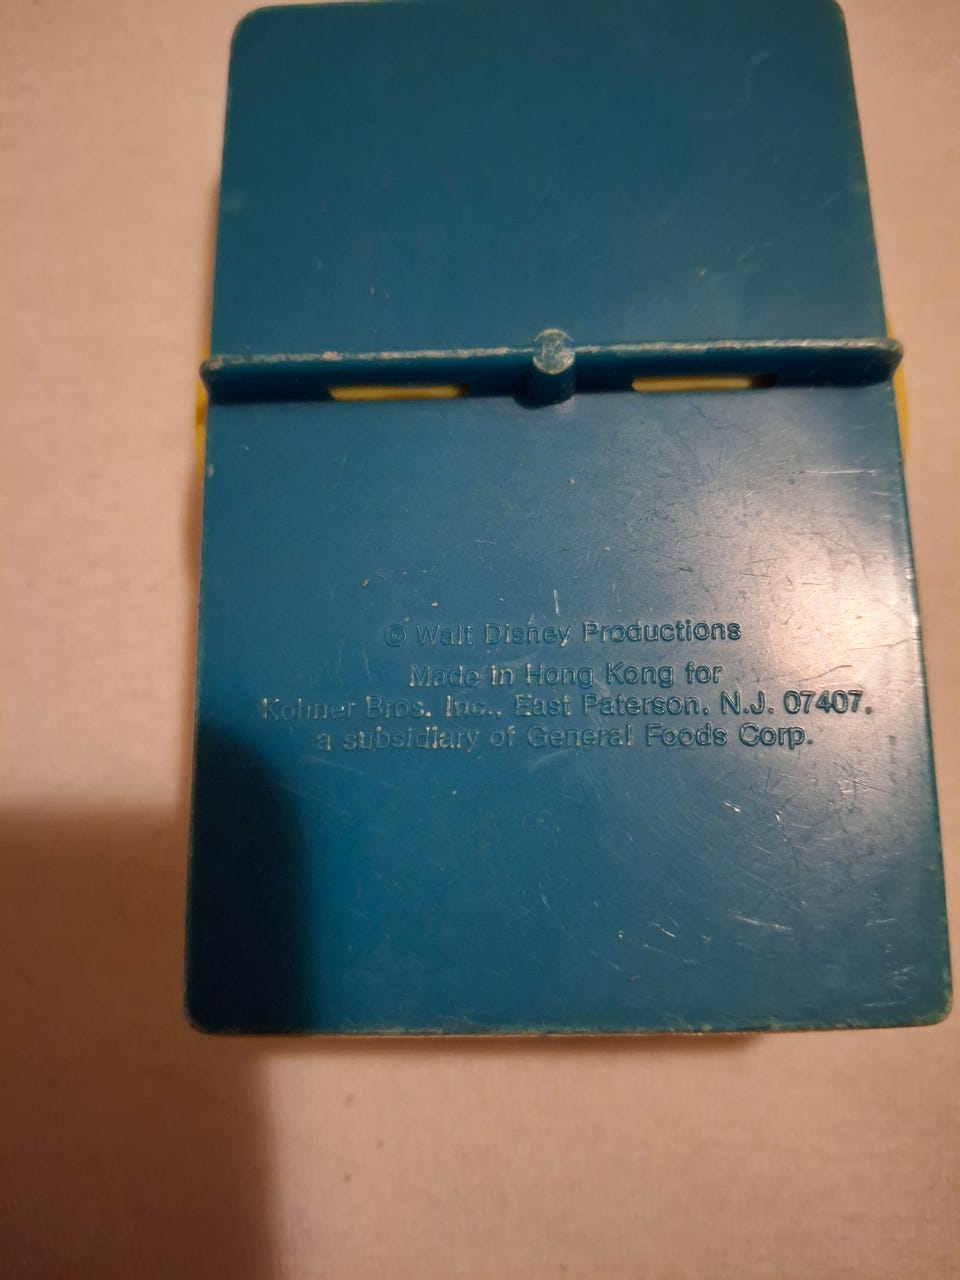 © Walt Disney Productions
Made in Hong Kong for
Kohner Bros. Inc., East Paterson, N.J. 07407,
a subsidiary of General Foods Corp.